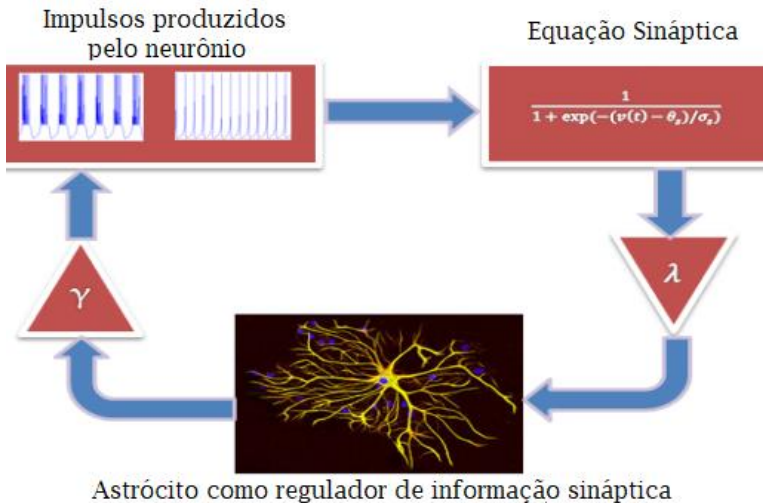 Impulsos produzidos
pelo neurônio
Equação Sináptica
1
1 + exp(−(v(t) − θₛ)/σₛ)
λ
γ
Astrócito como regulador de informação sináptica